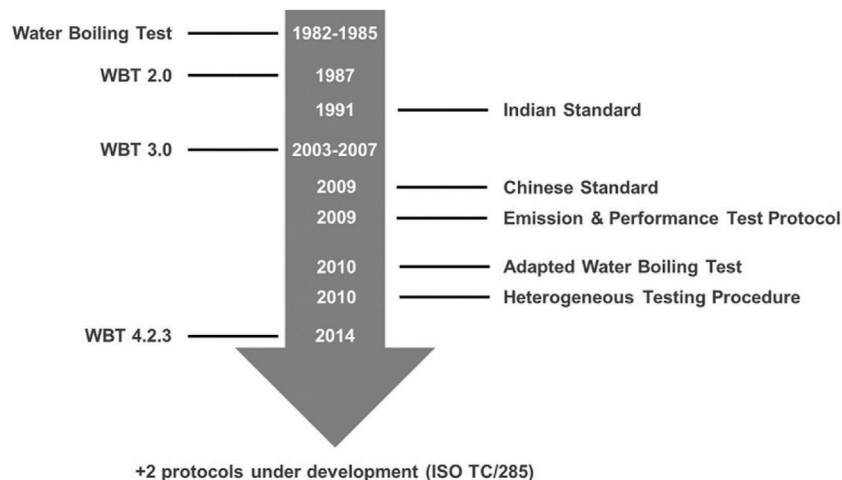 Water Boiling Test 1982-1985
WBT 2.0 1987
1991 Indian Standard
WBT 3.0 2003-2007
2009 Chinese Standard
2009 Emission & Performance Test Protocol
2010 Adapted Water Boiling Test
2010 Heterogeneous Testing Procedure
WBT 4.2.3 2014
+2 protocols under development (ISO TC/285)